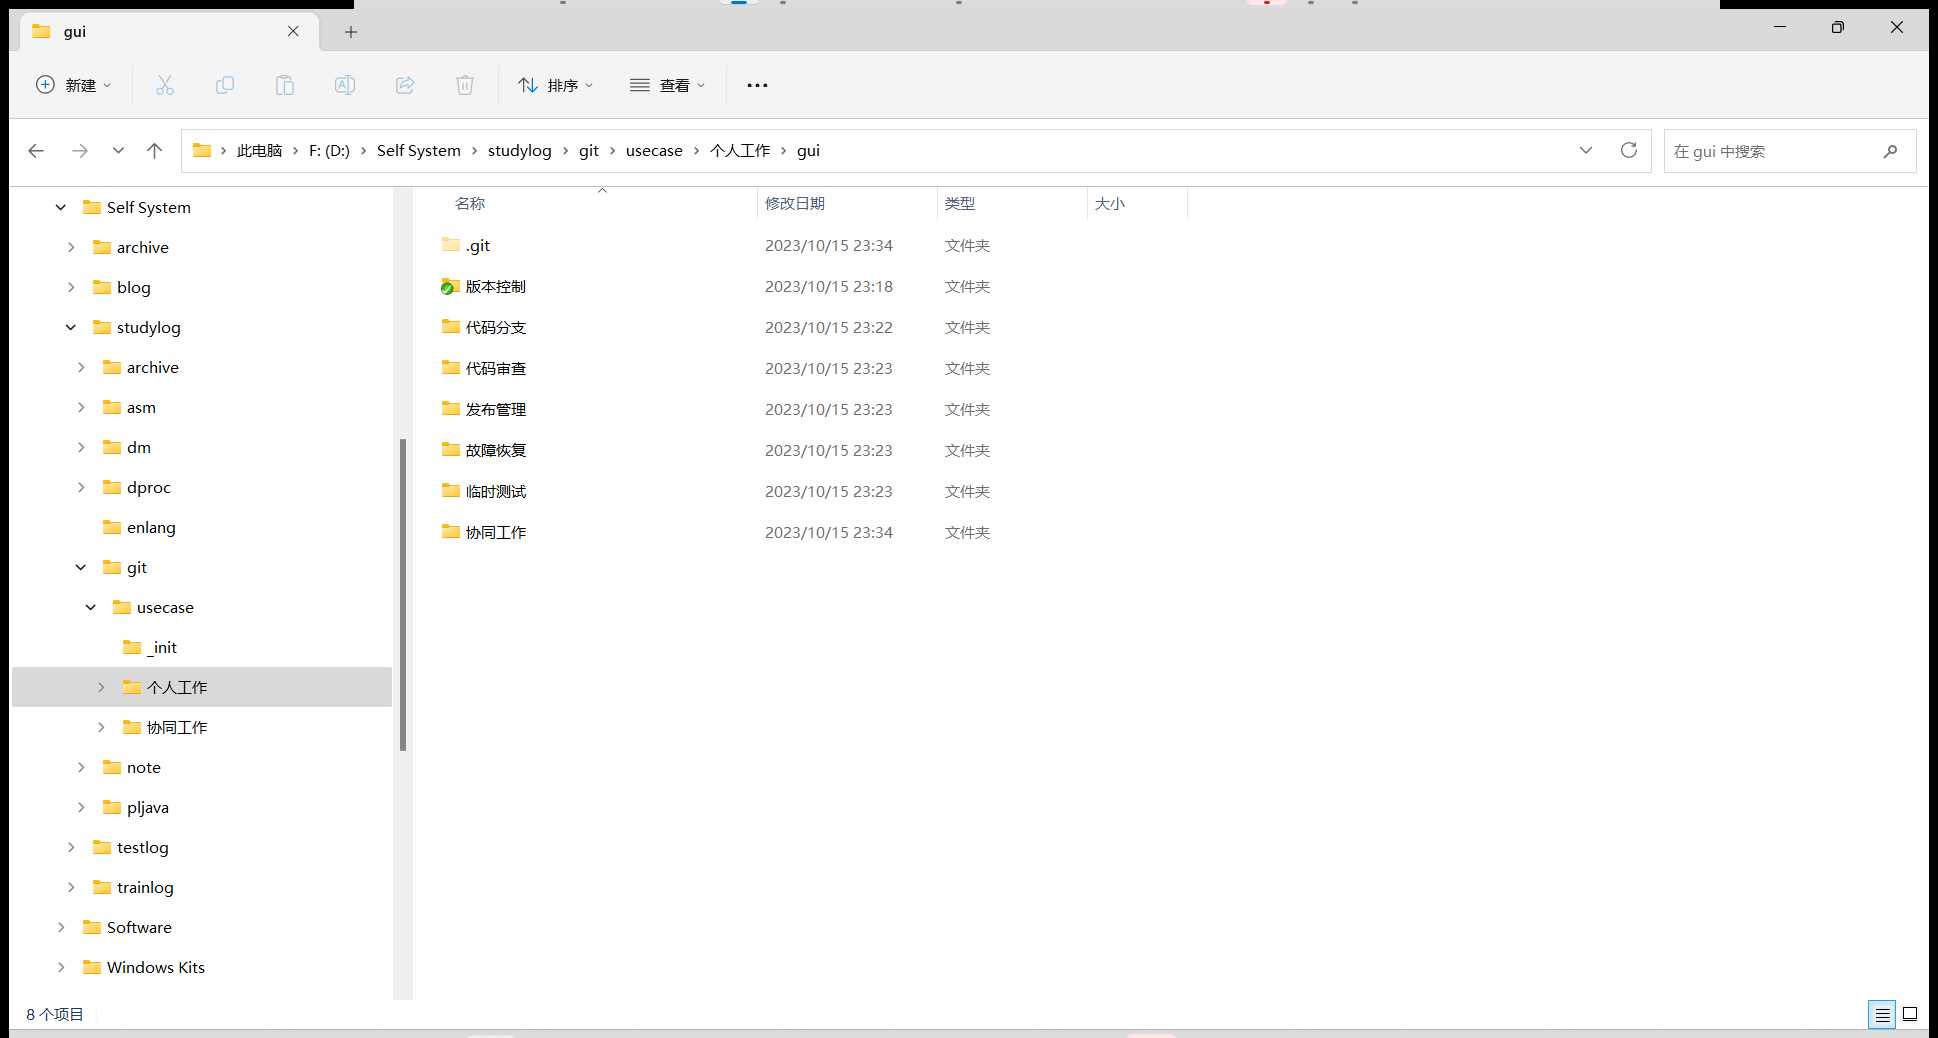 gui
新建
排序
查看
此电脑 F: (D:) Self System studylog git usecase 个人工作 gui
在 gui 中搜索
Self System
archive
blog
studylog
archive
asm
dm
dproc
enlang
git
usecase
_init
个人工作
协同工作
note
pljava
testlog
trainlog
Software
Windows Kits
名称 修改日期 类型 大小
.git 2023/10/15 23:34 文件夹
版本控制 2023/10/15 23:18 文件夹
代码分支 2023/10/15 23:22 文件夹
代码审查 2023/10/15 23:23 文件夹
发布管理 2023/10/15 23:23 文件夹
故障恢复 2023/10/15 23:23 文件夹
临时测试 2023/10/15 23:23 文件夹
协同工作 2023/10/15 23:34 文件夹
8 个项目